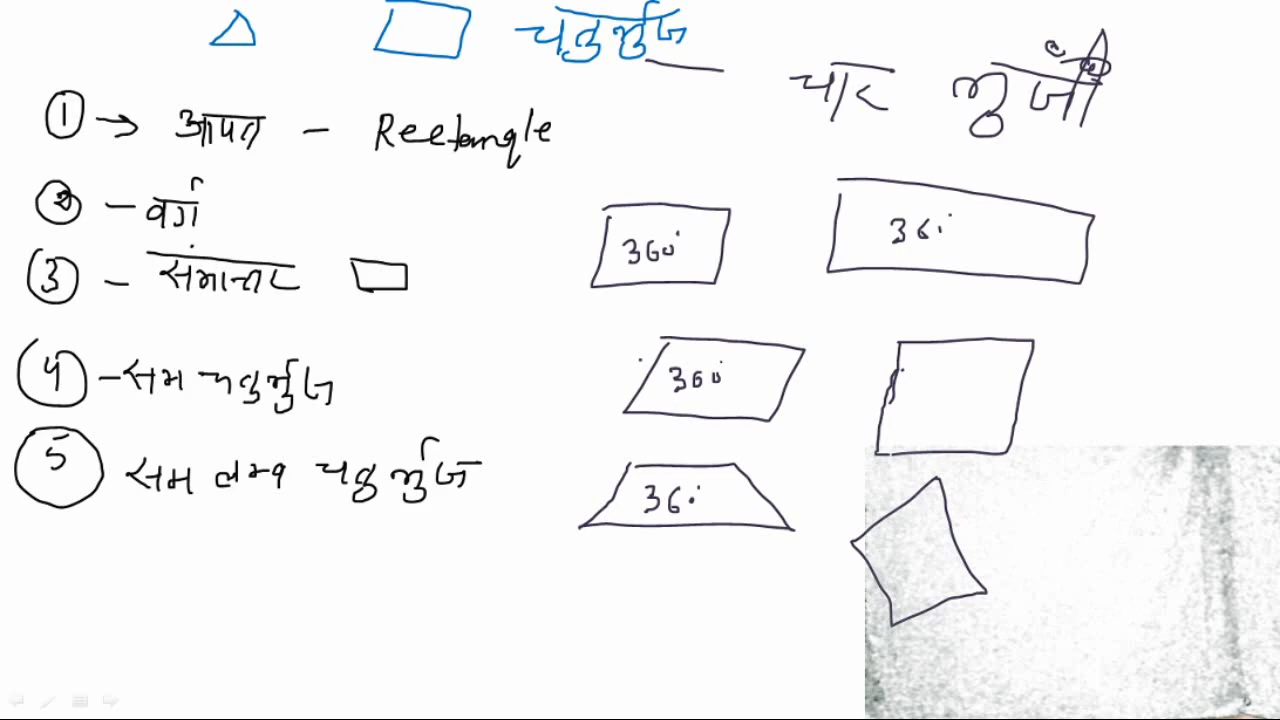 चतुर्भुज
चार भुजा
① → आयत - Rectangle
② - वर्ग
③ - समान्तर
④ - सम चतुर्भुज
⑤ सम लम्ब चतुर्भुज
360°
36°
360°
36°